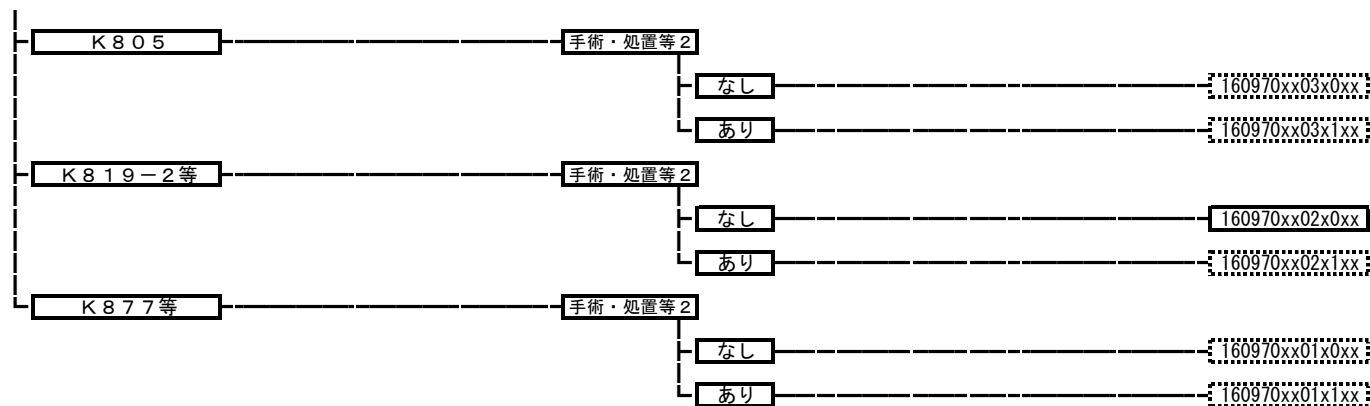 Ｋ８０５ 手術・処置等２
なし 160970xx03x0xx
あり 160970xx03x1xx
Ｋ８１９－２等 手術・処置等２
なし 160970xx02x0xx
あり 160970xx02x1xx
Ｋ８７７等 手術・処置等２
なし 160970xx01x0xx
あり 160970xx01x1xx